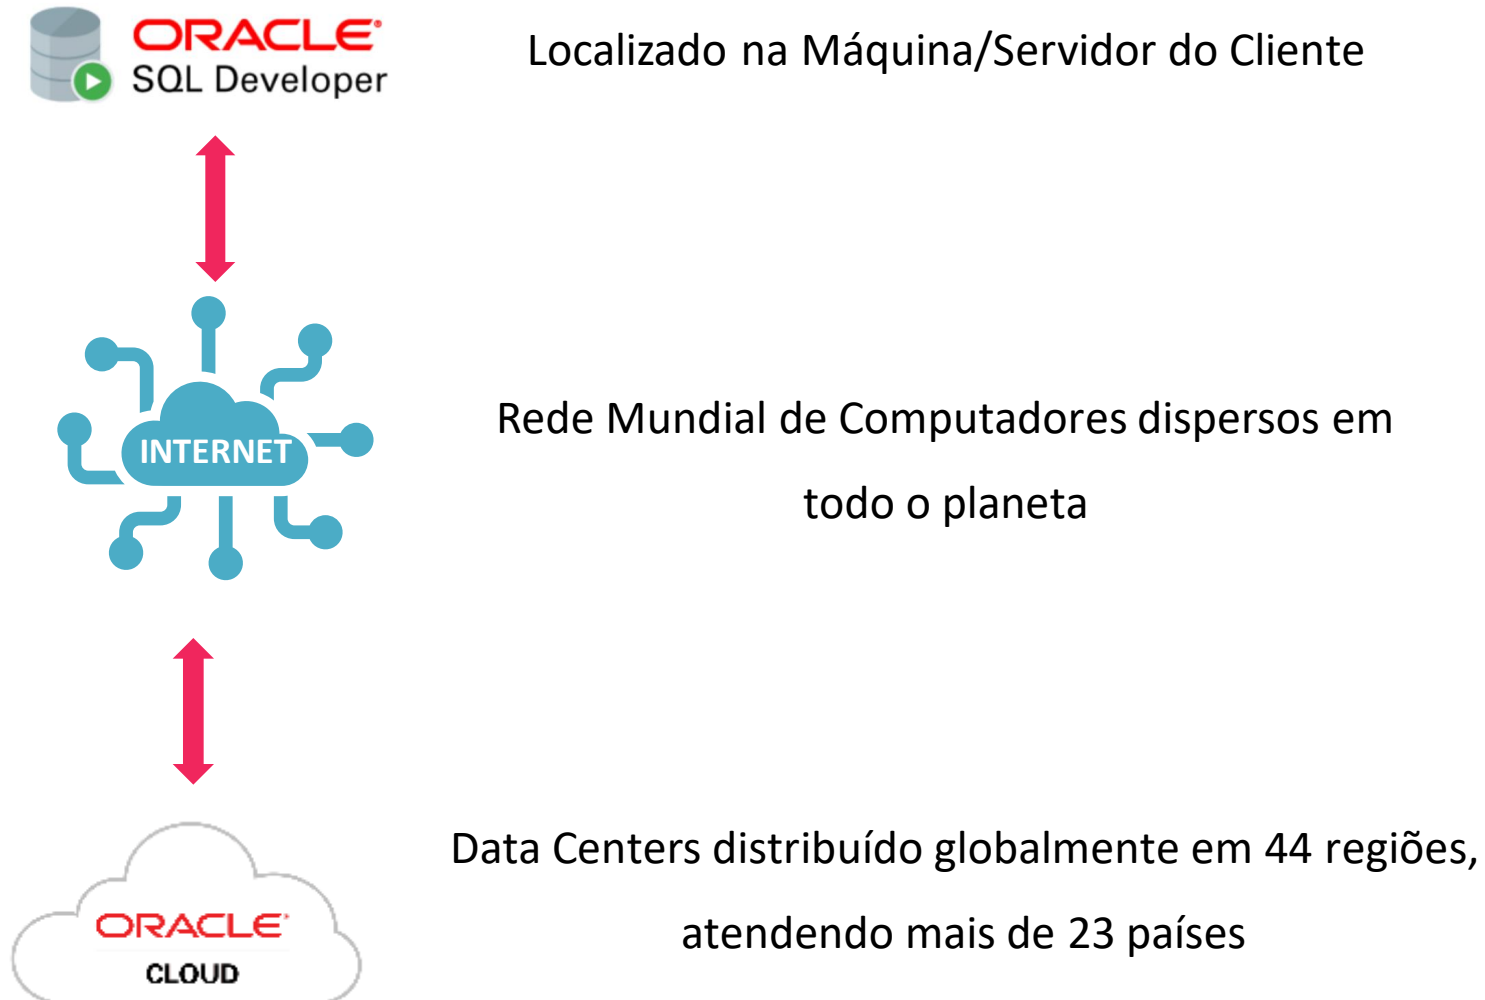 ORACLE
SQL Developer
Localizado na Máquina/Servidor do Cliente
INTERNET
Rede Mundial de Computadores dispersos em
todo o planeta
Data Centers distribuído globalmente em 44 regiões,
atendendo mais de 23 países
ORACLE
CLOUD